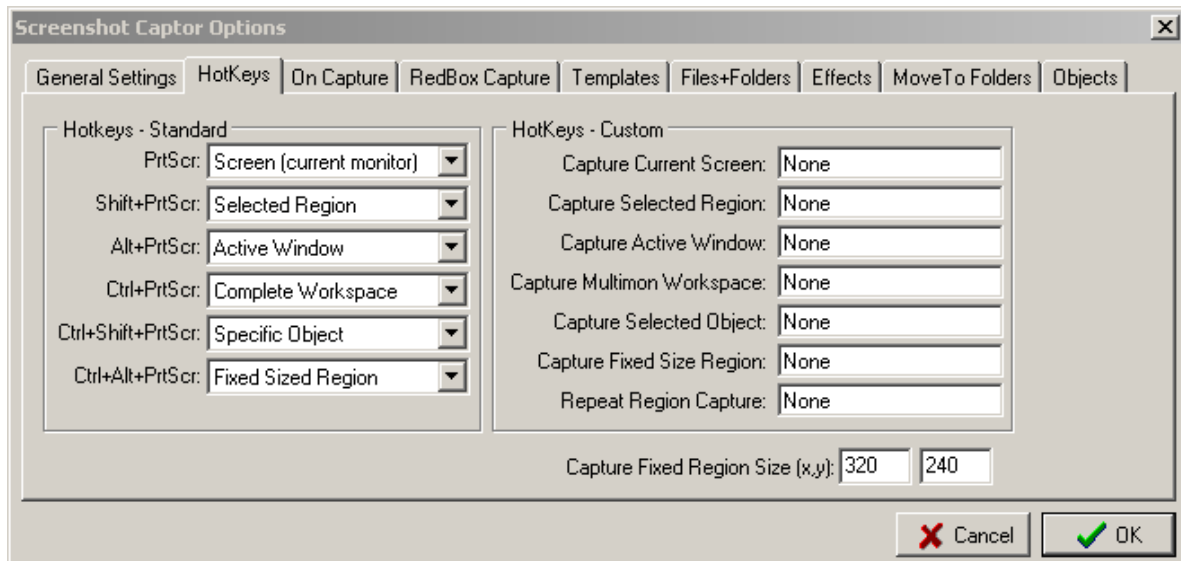 Screenshot Captor Options
General Settings HotKeys On Capture RedBox Capture Templates Files+Folders Effects MoveTo Folders Objects
Hotkeys - Standard
PrtScr: Screen (current monitor)
Shift+PrtScr: Selected Region
Alt+PrtScr: Active Window
Ctrl+PrtScr: Complete Workspace
Ctrl+Shift+PrtScr: Specific Object
Ctrl+Alt+PrtScr: Fixed Sized Region
HotKeys - Custom
Capture Current Screen: None
Capture Selected Region: None
Capture Active Window: None
Capture Multimon Workspace: None
Capture Selected Object: None
Capture Fixed Size Region: None
Repeat Region Capture: None
Capture Fixed Region Size (x,y): 320 240
Cancel OK